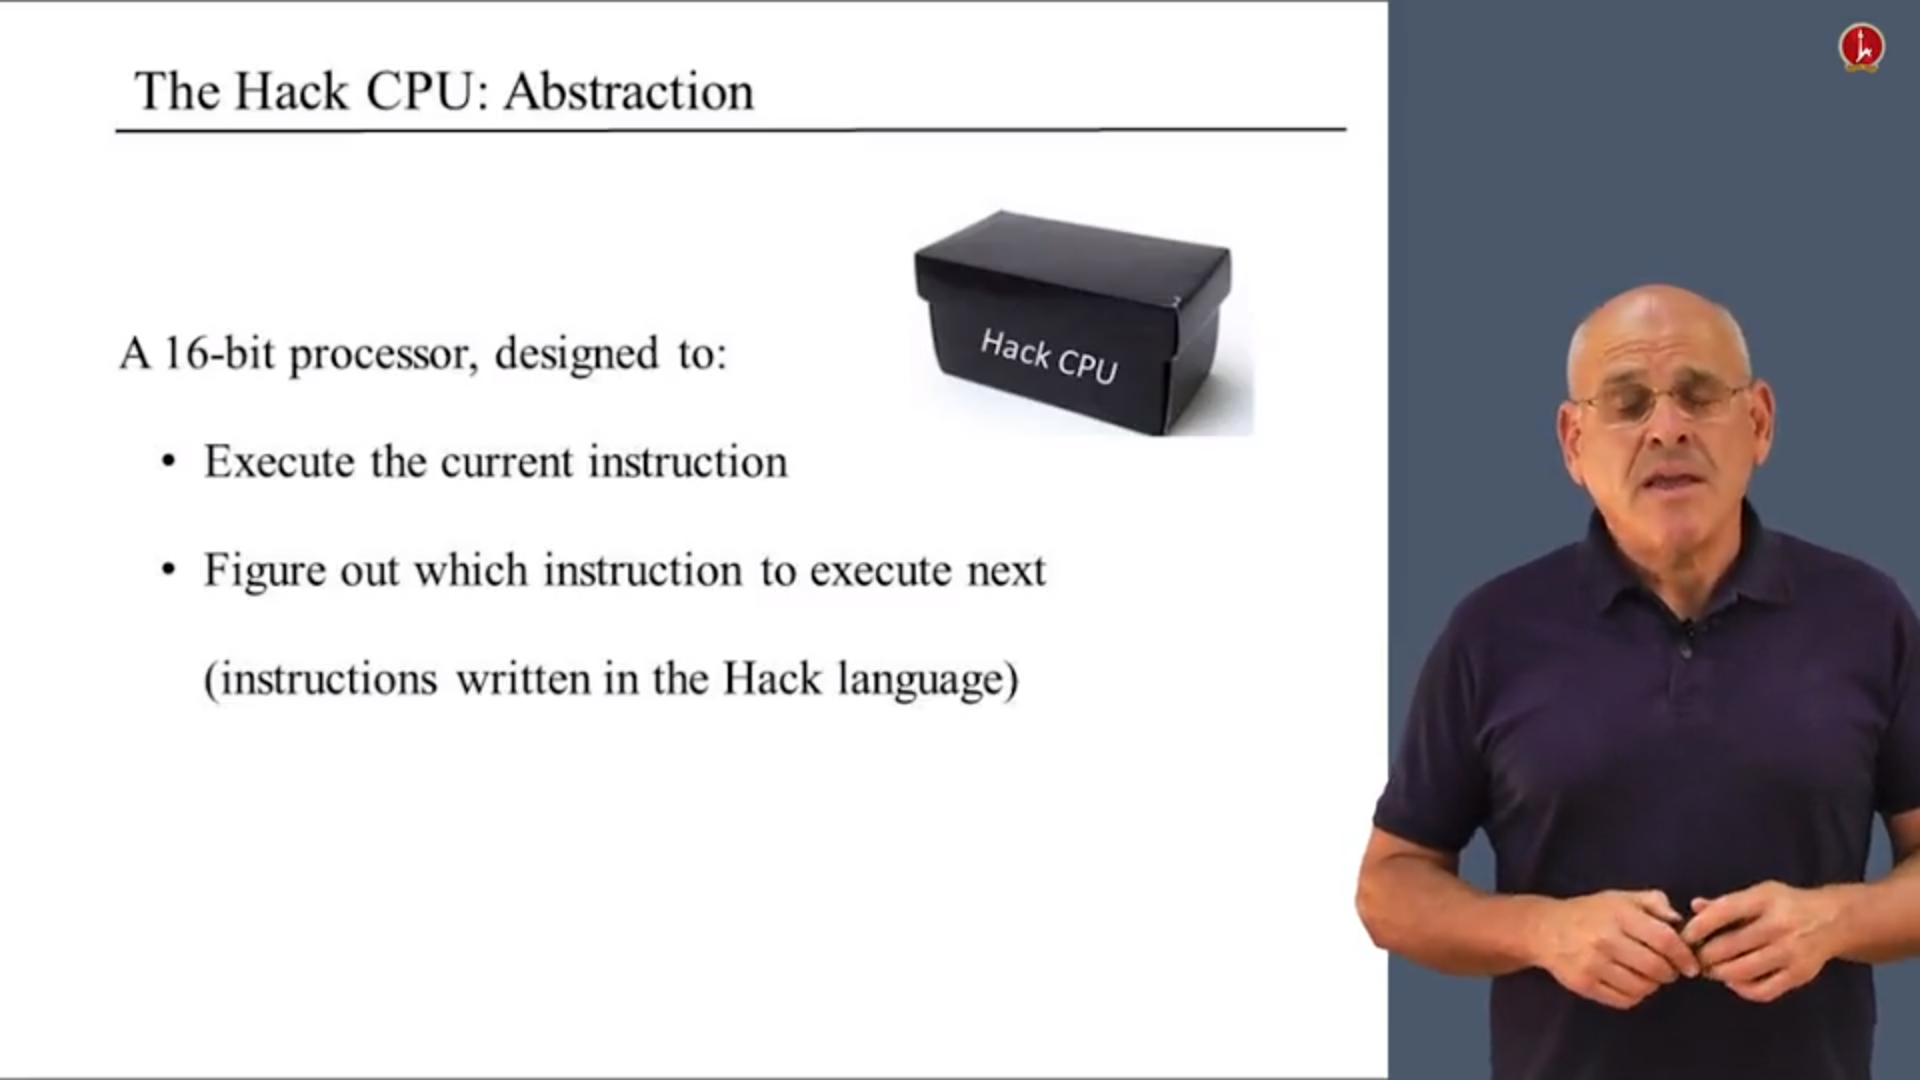 The Hack CPU: Abstraction
Hack CPU
A 16-bit processor, designed to:
• Execute the current instruction
• Figure out which instruction to execute next
(instructions written in the Hack language)